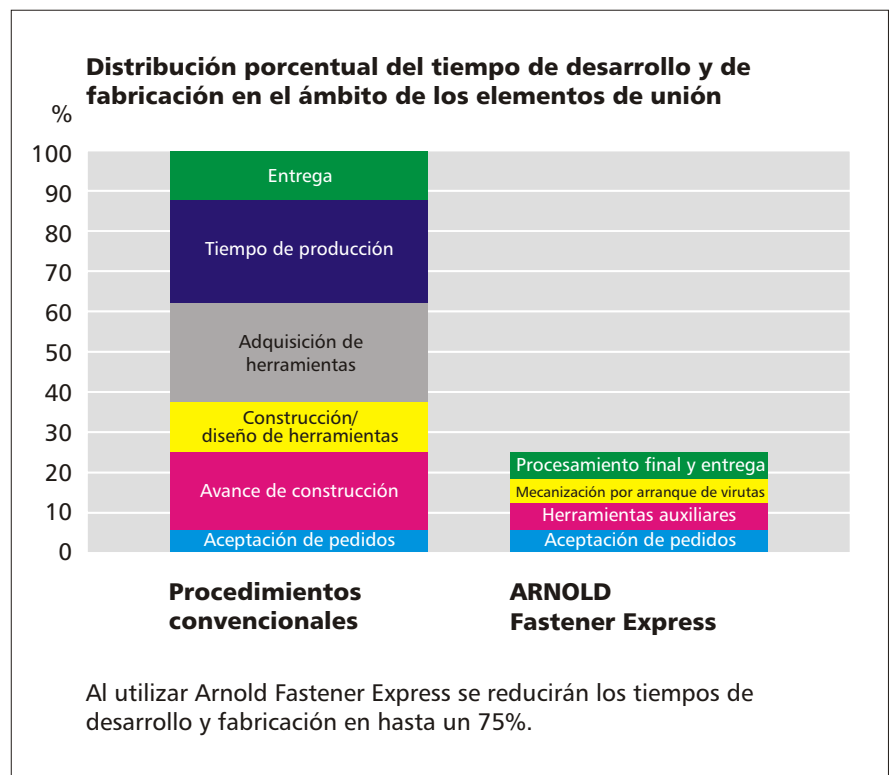 Distribución porcentual del tiempo de desarrollo y de
fabricación en el ámbito de los elementos de unión
%
100
90
80
70
60
50
40
30
20
10
0
Entrega
Tiempo de producción
Adquisición de
herramientas
Construcción/
diseño de herramientas
Avance de construcción
Aceptación de pedidos
Procesamiento final y entrega
Mecanización por arranque de virutas
Herramientas auxiliares
Aceptación de pedidos
Procedimientos
convencionales
ARNOLD
Fastener Express
Al utilizar Arnold Fastener Express se reducirán los tiempos de
desarrollo y fabricación en hasta un 75%.